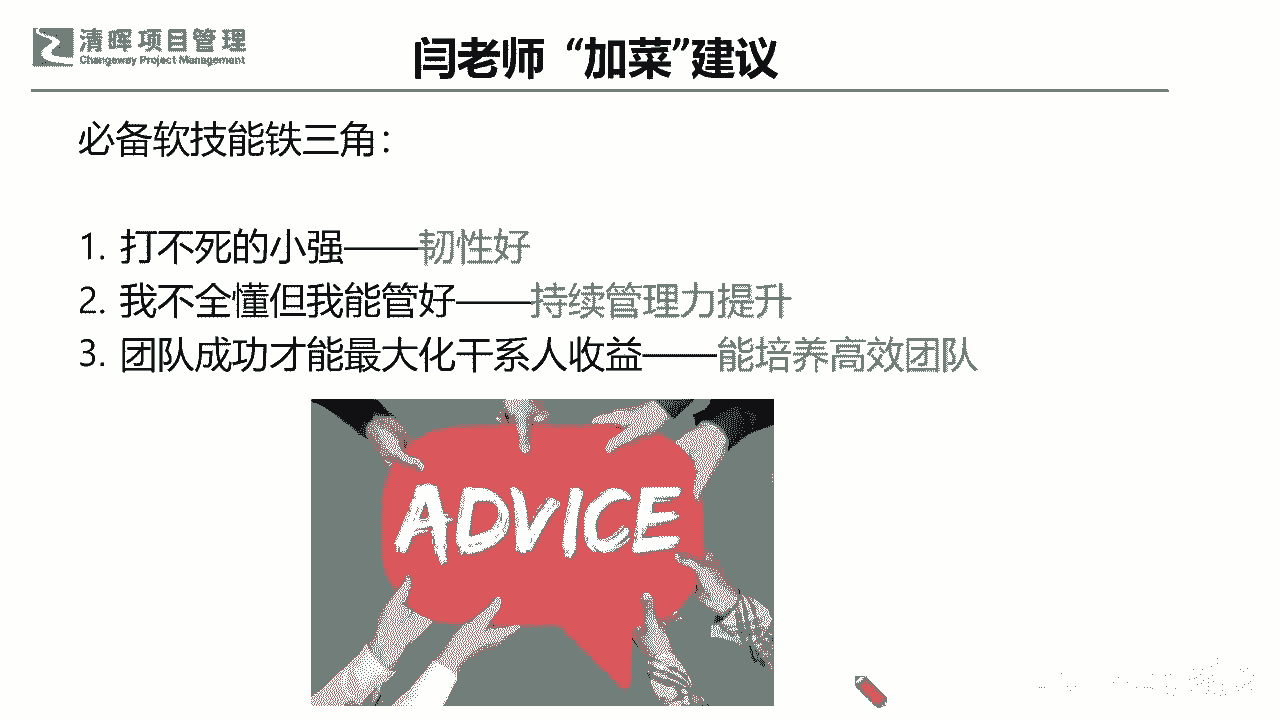 清晖项目管理
Changeway Project Management
闫老师 “加菜”建议
必备软技能铁三角：
1. 打不死的小强——韧性好
2. 我不全懂但我能管好——持续管理力提升
3. 团队成功才能最大化干系人收益——能培养高效团队
ADVICE